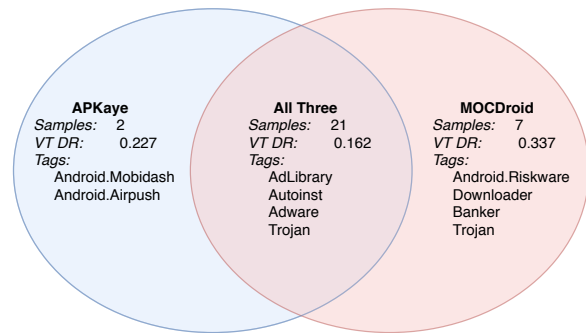 APKaye
Samples: 2
VT DR: 0.227
Tags:
Android.Mobidash
Android.Airpush
All Three
Samples: 21
VT DR: 0.162
Tags:
AdLibrary
Autoinst
Adware
Trojan
MOCDroid
Samples: 7
VT DR: 0.337
Tags:
Android.Riskware
Downloader
Banker
Trojan